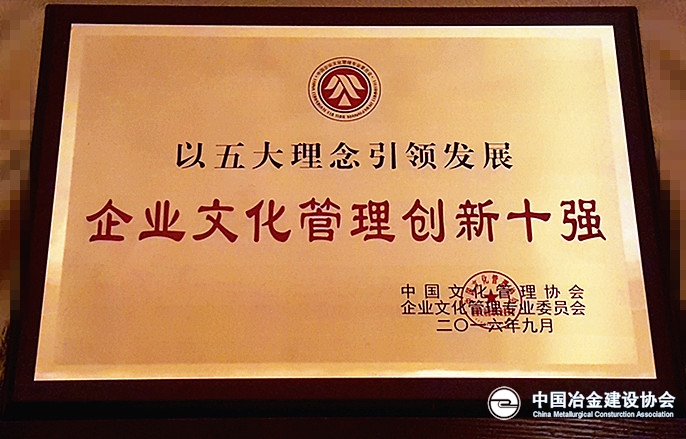 以五大理念引领发展
企业文化管理创新十强
中国文化管理协会
企业文化管理专业委员会
二〇一六年九月
中国冶金建设协会
China Metallurgical Consturction Association